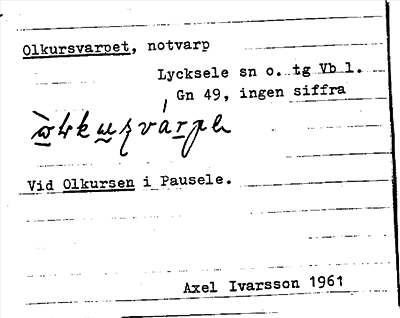 Olkursvarpet, notvarp
Lycksele sn o. tg Vb l.
Gn 49, ingen siffra
Vid Olkursen i Pausele.
Axel Ivarsson 1961